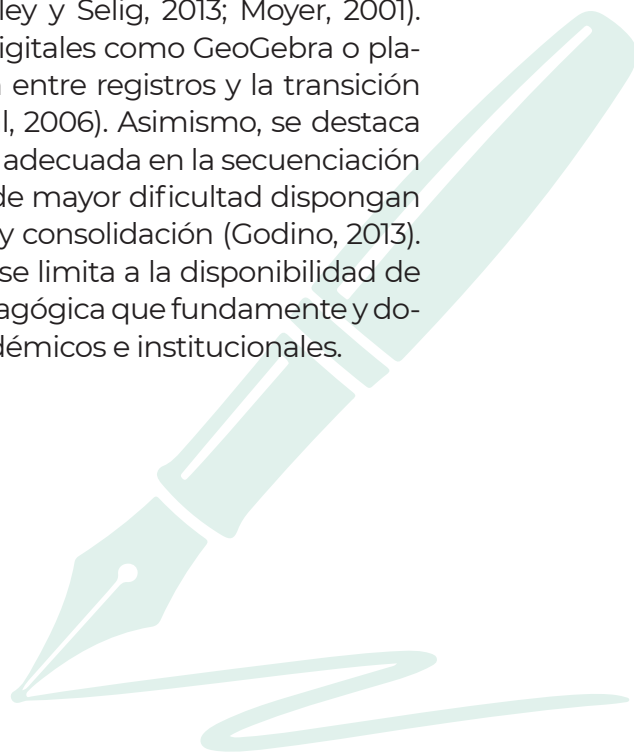 ley y Selig, 2013; Moyer, 2001).
igitales como GeoGebra o pla-
entre registros y la transición
l, 2006). Asimismo, se destaca
adecuada en la secuenciación
de mayor dificultad dispongan
y consolidación (Godino, 2013).
se limita a la disponibilidad de
agógica que fundamente y do-
démicos e institucionales.